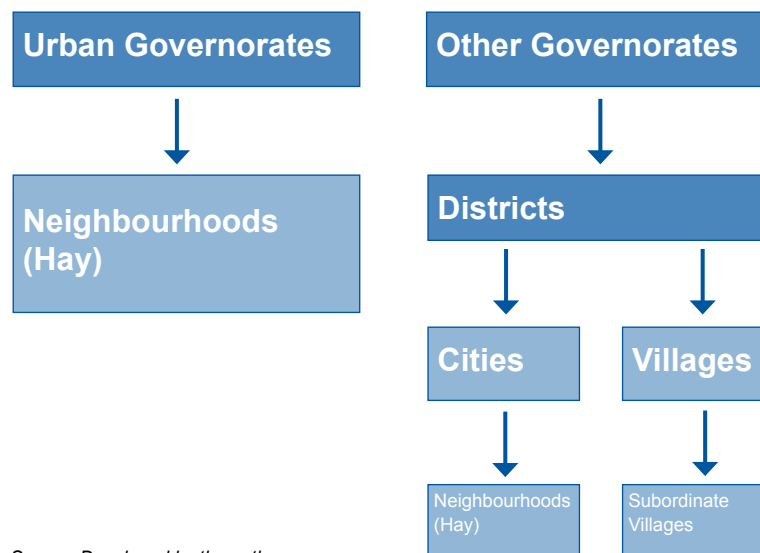 Urban Governorates
Other Governorates
Neighbourhoods
(Hay)
Districts
Cities
Villages
Neighbourhoods
(Hay)
Subordinate
Villages